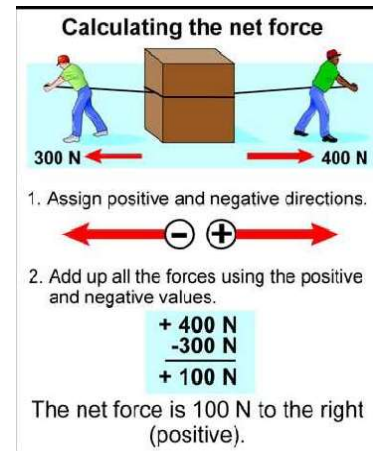 Calculating the net force
300 N 400 N
1. Assign positive and negative directions.
− +
2. Add up all the forces using the positive
and negative values.
+ 400 N
-300 N
+ 100 N
The net force is 100 N to the right
(positive).